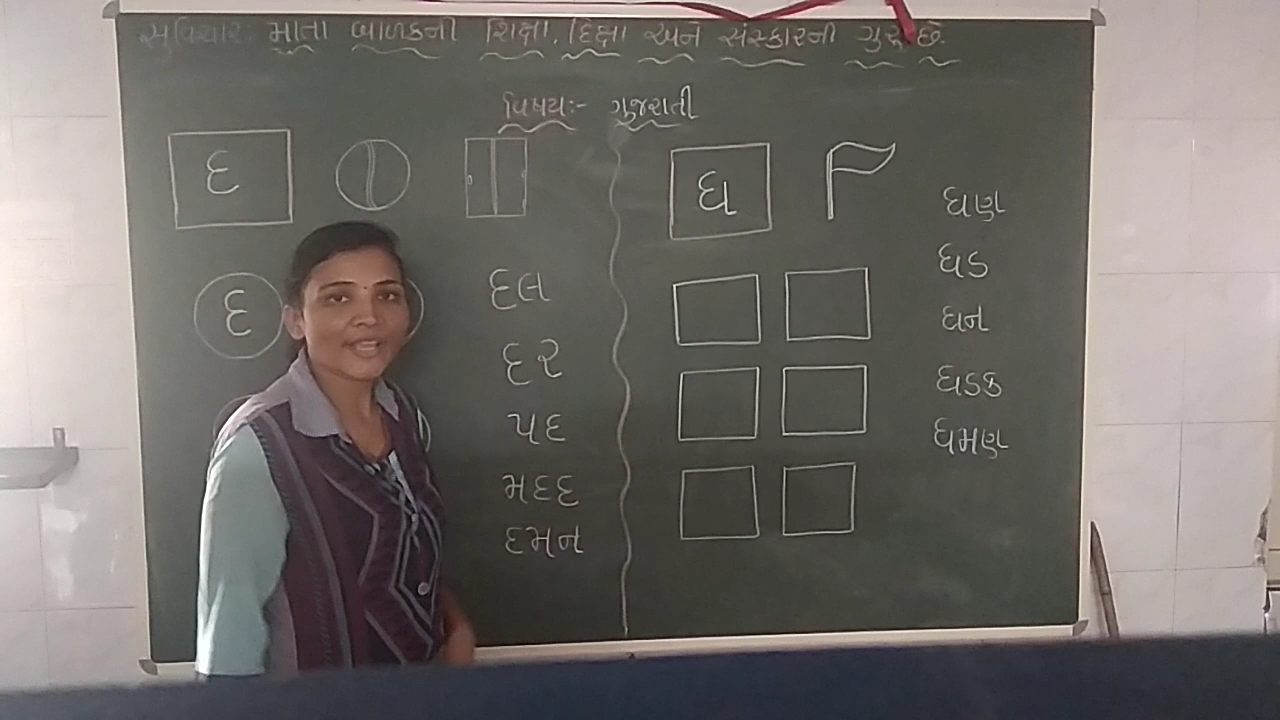 સુવિચાર: માતા બાળકની શિક્ષા, દિક્ષા અને સંસ્કારની ગુરૂ છે.
વિષય:- ગુજરાતી
દ
દ
દલ
દર
પદ
મદદ
દમન
ધ
ધણ
ધડ
ધન
ધડક
ધમણ